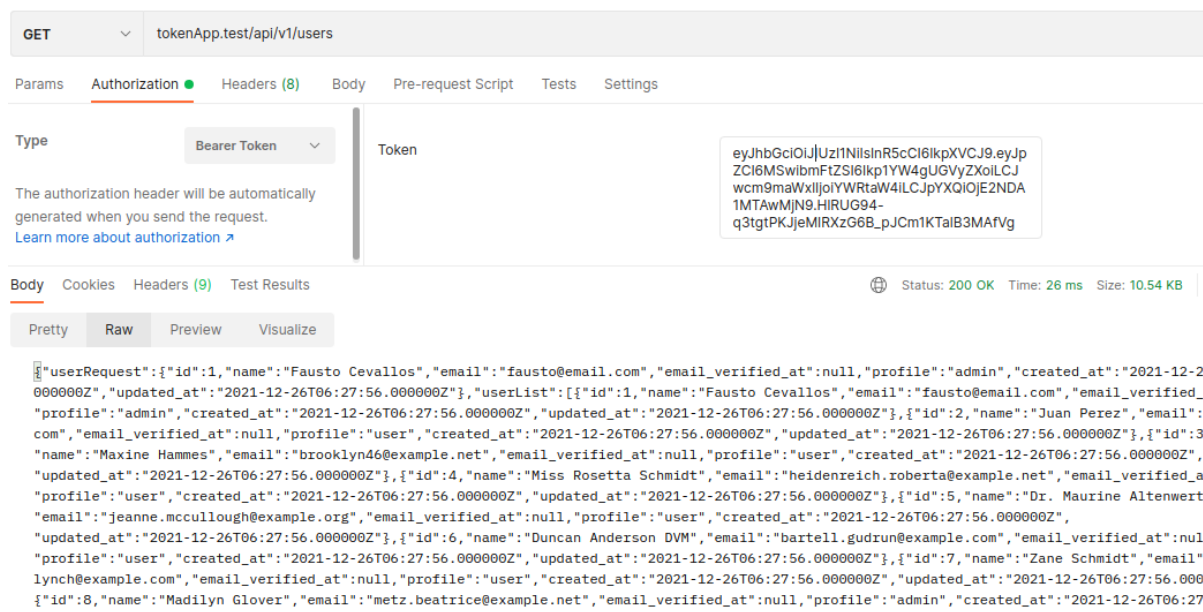 GET tokenApp.test/api/v1/users
Params Authorization Headers (8) Body Pre-request Script Tests Settings
Type Bearer Token
The authorization header will be automatically
generated when you send the request.
Learn more about authorization ↗
Token
eyJhbGciOiJIUzI1NiIsInR5cCI6IkpXVCJ9.eyJp
ZCI6MSwibmFtZSI6Ikp1YW4gUGVyZXoiLCJ
wcm9maWxlIjoiYWRtaW4iLCJpYXQiOjE2NDA
1MTAwMjN9.HlRUG94-
q3tgtPKJjeMlRXzG6B_pJCm1KTalB3MAfVg
Body Cookies Headers (9) Test Results Status: 200 OK Time: 26 ms Size: 10.54 KB
Pretty Raw Preview Visualize
{"userRequest":{"id":1,"name":"Fausto Cevallos","email":"fausto@email.com","email_verified_at":null,"profile":"admin","created_at":"2021-12-2
000000Z","updated_at":"2021-12-26T06:27:56.000000Z"},"userList":[{"id":1,"name":"Fausto Cevallos","email":"fausto@email.com","email_verified_
"profile":"admin","created_at":"2021-12-26T06:27:56.000000Z","updated_at":"2021-12-26T06:27:56.000000Z"},{"id":2,"name":"Juan Perez","email":
com","email_verified_at":null,"profile":"user","created_at":"2021-12-26T06:27:56.000000Z","updated_at":"2021-12-26T06:27:56.000000Z"},{"id":3
"name":"Maxine Hammes","email":"brooklyn46@example.net","email_verified_at":null,"profile":"user","created_at":"2021-12-26T06:27:56.000000Z",
"updated_at":"2021-12-26T06:27:56.000000Z"},{"id":4,"name":"Miss Rosetta Schmidt","email":"heidenreich.roberta@example.net","email_verified_a
"profile":"user","created_at":"2021-12-26T06:27:56.000000Z","updated_at":"2021-12-26T06:27:56.000000Z"},{"id":5,"name":"Dr. Maurine Altenwert
"email":"jeanne.mccullough@example.org","email_verified_at":null,"profile":"user","created_at":"2021-12-26T06:27:56.000000Z",
"updated_at":"2021-12-26T06:27:56.000000Z"},{"id":6,"name":"Duncan Anderson DVM","email":"bartell.gudrun@example.com","email_verified_at":nul
"profile":"user","created_at":"2021-12-26T06:27:56.000000Z","updated_at":"2021-12-26T06:27:56.000000Z"},{"id":7,"name":"Zane Schmidt","email"
lynch@example.com","email_verified_at":null,"profile":"user","created_at":"2021-12-26T06:27:56.000000Z","updated_at":"2021-12-26T06:27:56.000
{"id":8,"name":"Madilyn Glover","email":"metz.beatrice@example.net","email_verified_at":null,"profile":"admin","created_at":"2021-12-26T06:27